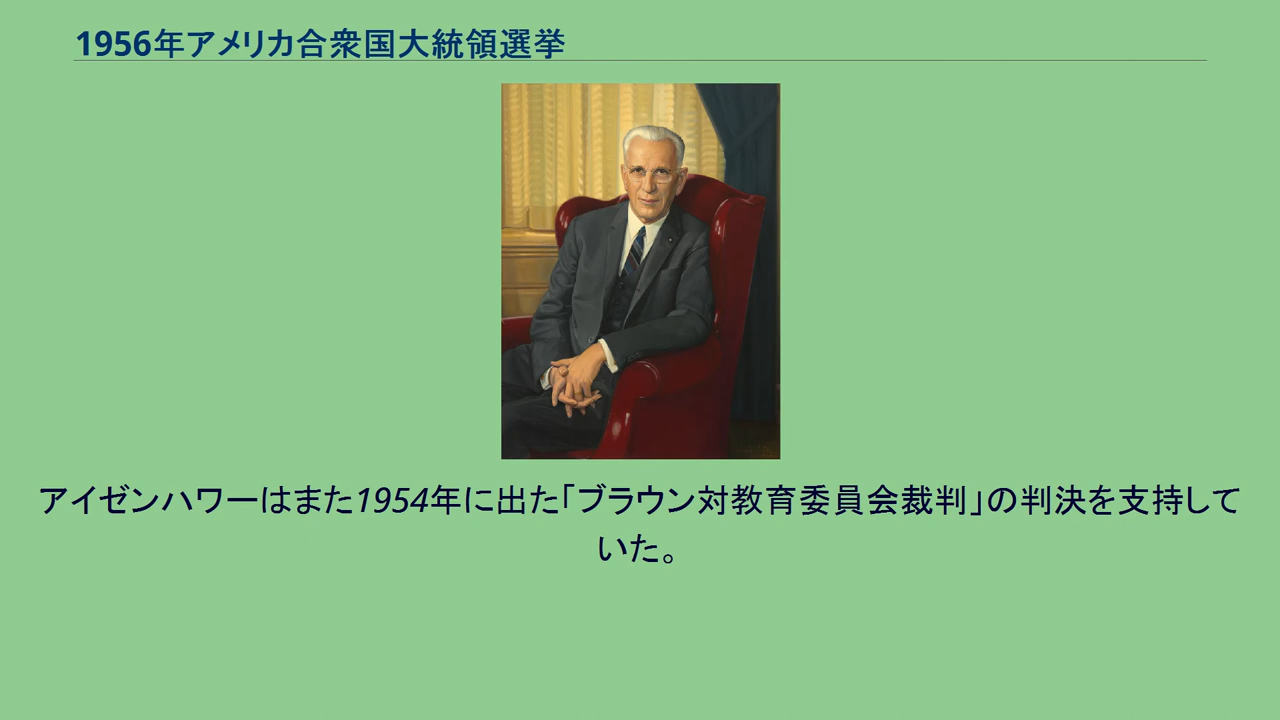 1956年アメリカ合衆国大統領選挙
アイゼンハワーはまた1954年に出た「ブラウン対教育委員会裁判」の判決を支持して
いた。